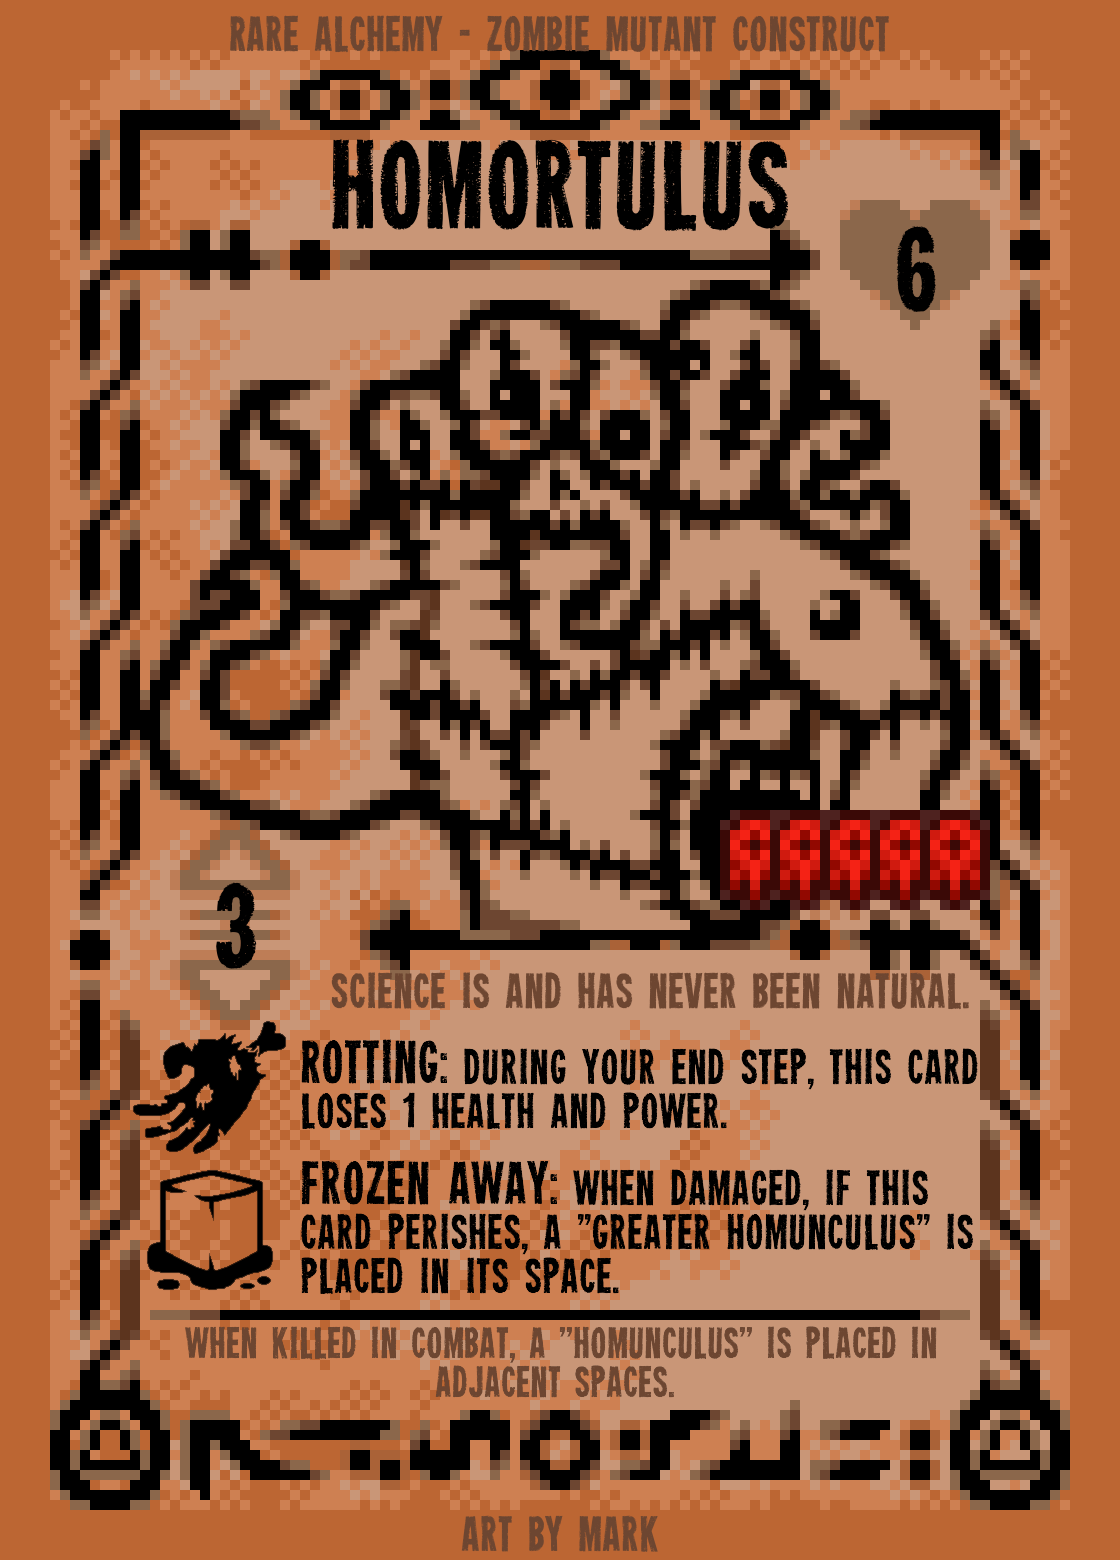 RARE ALCHEMY - ZOMBIE MUTANT CONSTRUCT
HOMORTULUS
6
3
SCIENCE IS AND HAS NEVER BEEN NATURAL.
ROTTING: DURING YOUR END STEP, THIS CARD
LOSES 1 HEALTH AND POWER.
FROZEN AWAY: WHEN DAMAGED, IF THIS
CARD PERISHES, A "GREATER HOMUNCULUS" IS
PLACED IN ITS SPACE.
WHEN KILLED IN COMBAT, A "HOMUNCULUS" IS PLACED IN
ADJACENT SPACES.
ART BY MARK